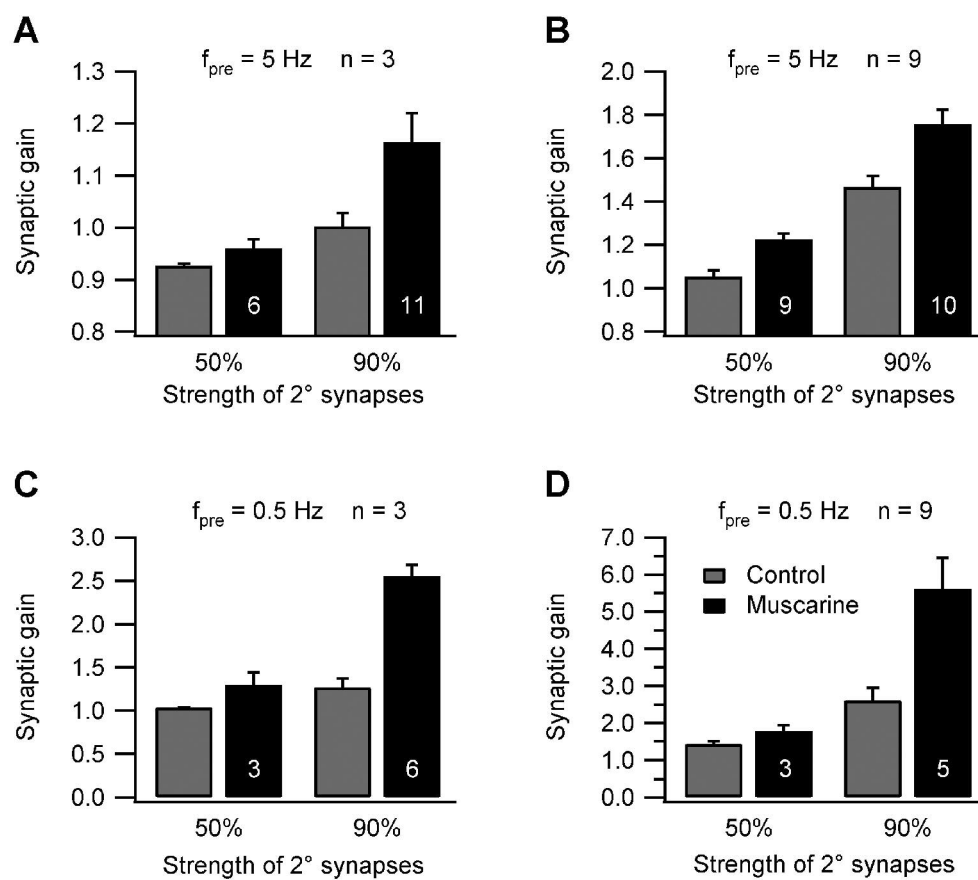 A
f_pre = 5 Hz n = 3
Synaptic gain
1.3
1.2
1.1
1.0
0.9
0.8
6
11
50%
90%
Strength of 2° synapses
B
f_pre = 5 Hz n = 9
Synaptic gain
2.0
1.8
1.6
1.4
1.2
1.0
0.8
9
10
50%
90%
Strength of 2° synapses
C
f_pre = 0.5 Hz n = 3
Synaptic gain
3.0
2.5
2.0
1.5
1.0
0.5
0.0
3
6
50%
90%
Strength of 2° synapses
D
f_pre = 0.5 Hz n = 9
Synaptic gain
7.0
6.0
5.0
4.0
3.0
2.0
1.0
0.0
Control
Muscarine
3
5
50%
90%
Strength of 2° synapses